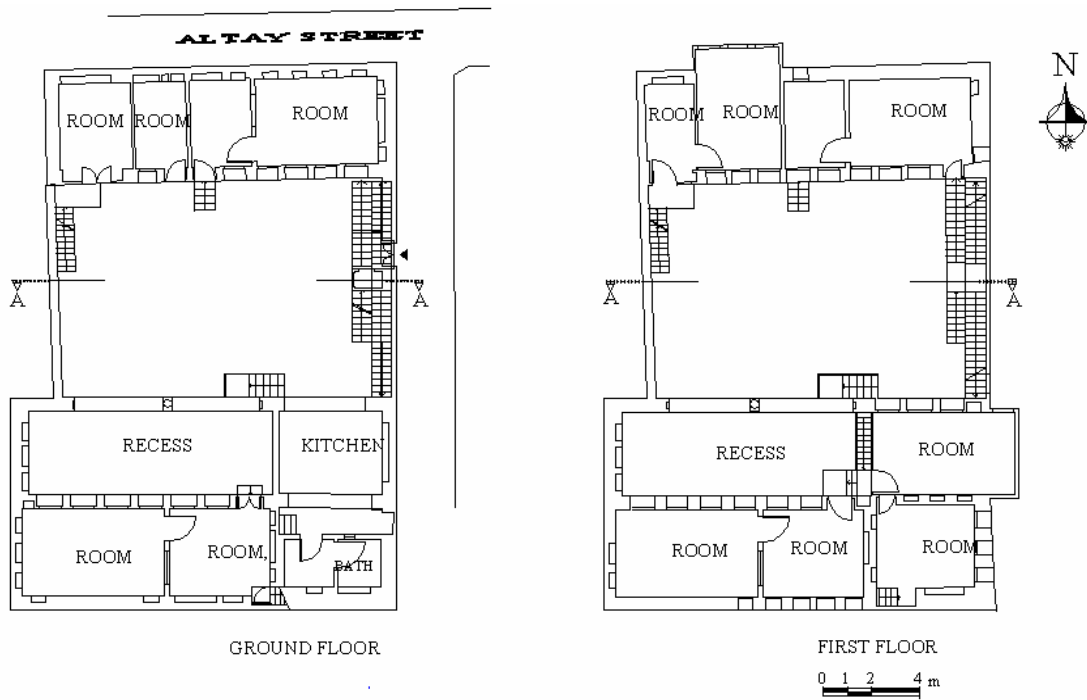 ALTAY STREET
N
ROOM
ROOM
ROOM
ROOM
ROOM
ROOM
A
A
A
A
RECESS
KITCHEN
RECESS
ROOM
ROOM
ROOM,
BATH
ROOM
ROOM
ROOM
GROUND FLOOR
FIRST FLOOR
0 1 2 4 m